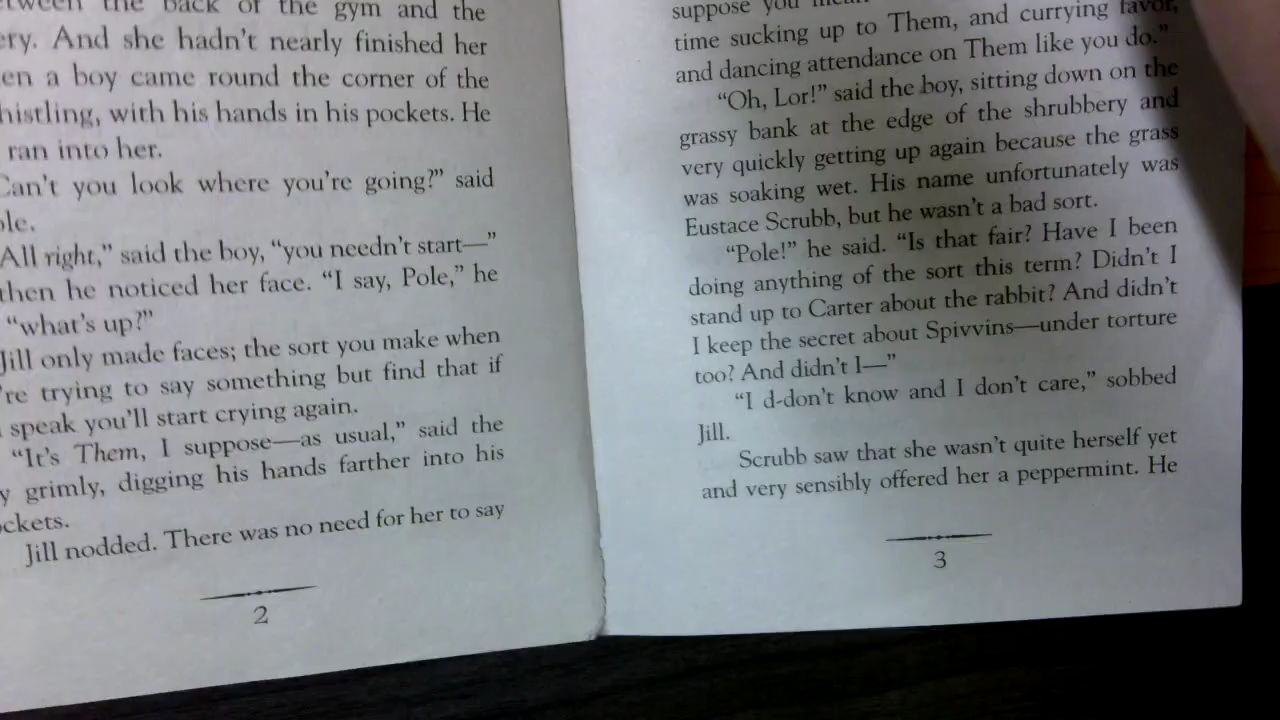 the back of the gym and the
ery. And she hadn't nearly finished her
en a boy came round the corner of the
histling, with his hands in his pockets. He
ran into her.
Can't you look where you're going?” said
ole.
All right,” said the boy, “you needn't start—”
then he noticed her face. “I say, Pole,” he
“what's up?”
Jill only made faces; the sort you make when
're trying to say something but find that if
speak you'll start crying again.
“It's Them, I suppose—as usual,” said the
y grimly, digging his hands farther into his
ockets.
Jill nodded. There was no need for her to say
2
suppose you
time sucking up to Them, and currying favor,
and dancing attendance on Them like you do.”
“Oh, Lor!” said the boy, sitting down on the
grassy bank at the edge of the shrubbery and
very quickly getting up again because the grass
was soaking wet. His name unfortunately was
Eustace Scrubb, but he wasn't a bad sort.
“Pole!” he said. “Is that fair? Have I been
doing anything of the sort this term? Didn't I
stand up to Carter about the rabbit? And didn't
I keep the secret about Spivvins—under torture
too? And didn't I—”
“I d-don't know and I don't care,” sobbed
Jill.
Scrubb saw that she wasn't quite herself yet
and very sensibly offered her a peppermint. He
3